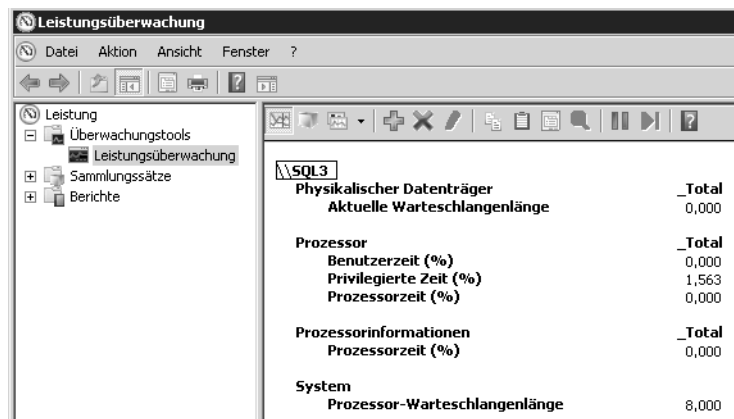 Leistungsüberwachung
Datei Aktion Ansicht Fenster ?
Leistung
Überwachungstools
Leistungsüberwachung
Sammlungssätze
Berichte
\\SQL3
Physikalischer Datenträger _Total
Aktuelle Warteschlangenlänge 0,000
Prozessor _Total
Benutzerzeit (%) 0,000
Privilegierte Zeit (%) 1,563
Prozessorzeit (%) 0,000
Prozessorinformationen _Total
Prozessorzeit (%) 0,000
System
Prozessor-Warteschlangenlänge 8,000